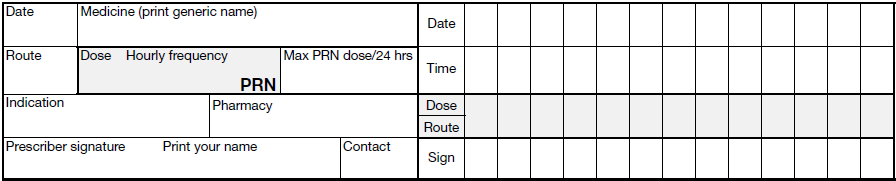 Date Medicine (print generic name) Date
Route Dose Hourly frequency PRN Max PRN dose/24 hrs Time
Indication Pharmacy Dose
Route
Prescriber signature Print your name Contact Sign